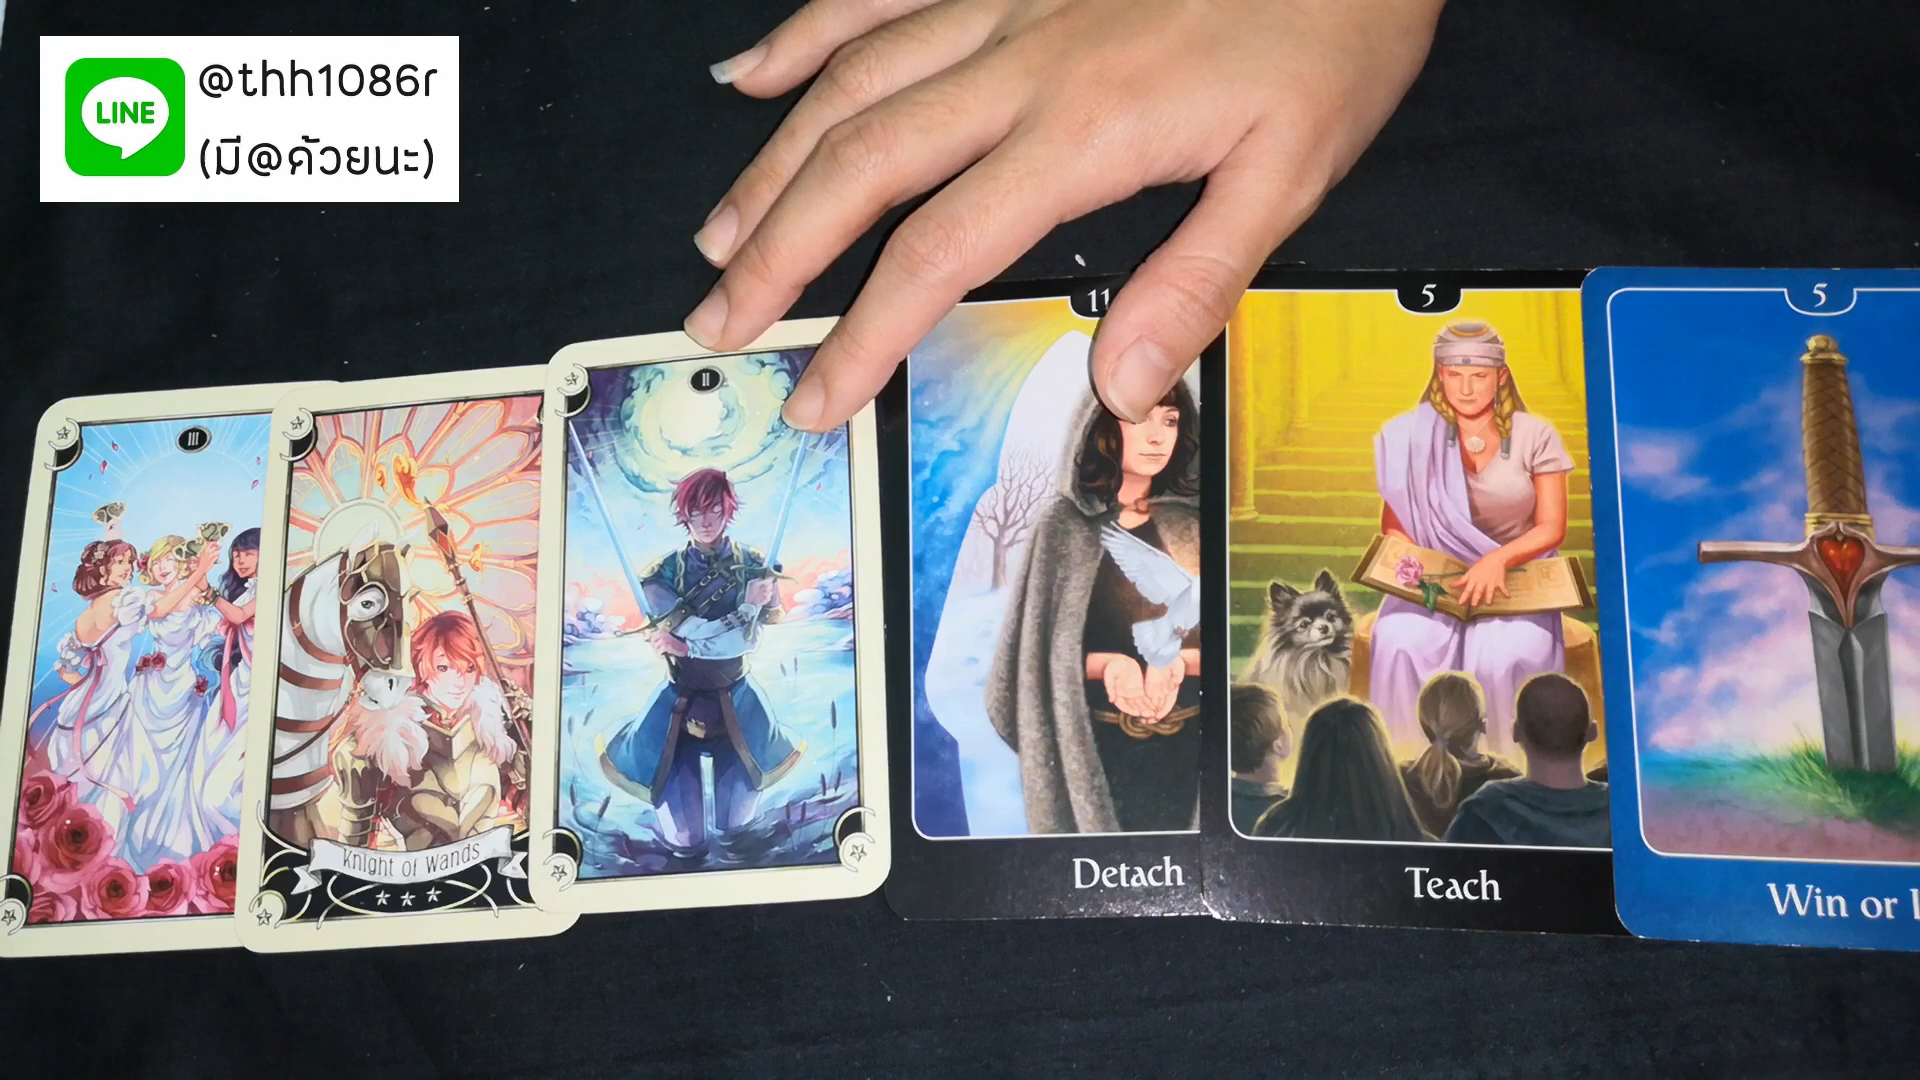 LINE
@thh1086r
(มี@ด้วยนะ)
III
Knight of Wands
II
11
Detach
5
Teach
5
Win or